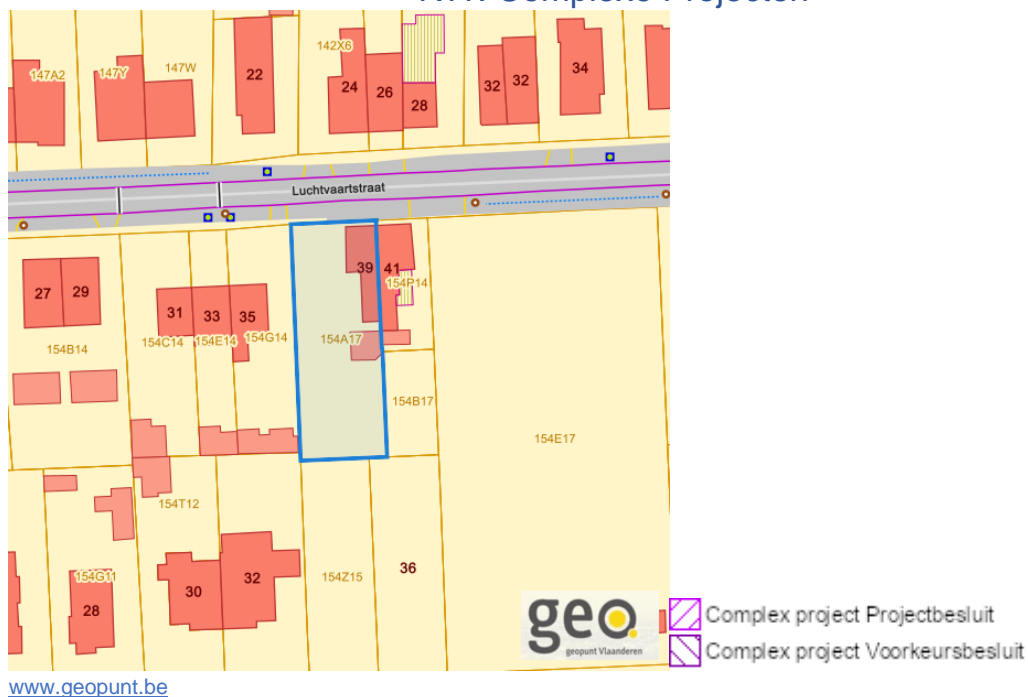 Complexe Projecten
142X6
147A2
147Y
147W
22
24
26
28
32
32
34
Luchtvaartstraat
39
41
154P14
27
29
31
33
35
154B14
154C14
154E14
154G14
154A17
154B17
154E17
154T12
154G11
28
30
32
154Z15
36
geo
geopunt Vlaanderen
Complex project Projectbesluit
Complex project Voorkeursbesluit
www.geopunt.be